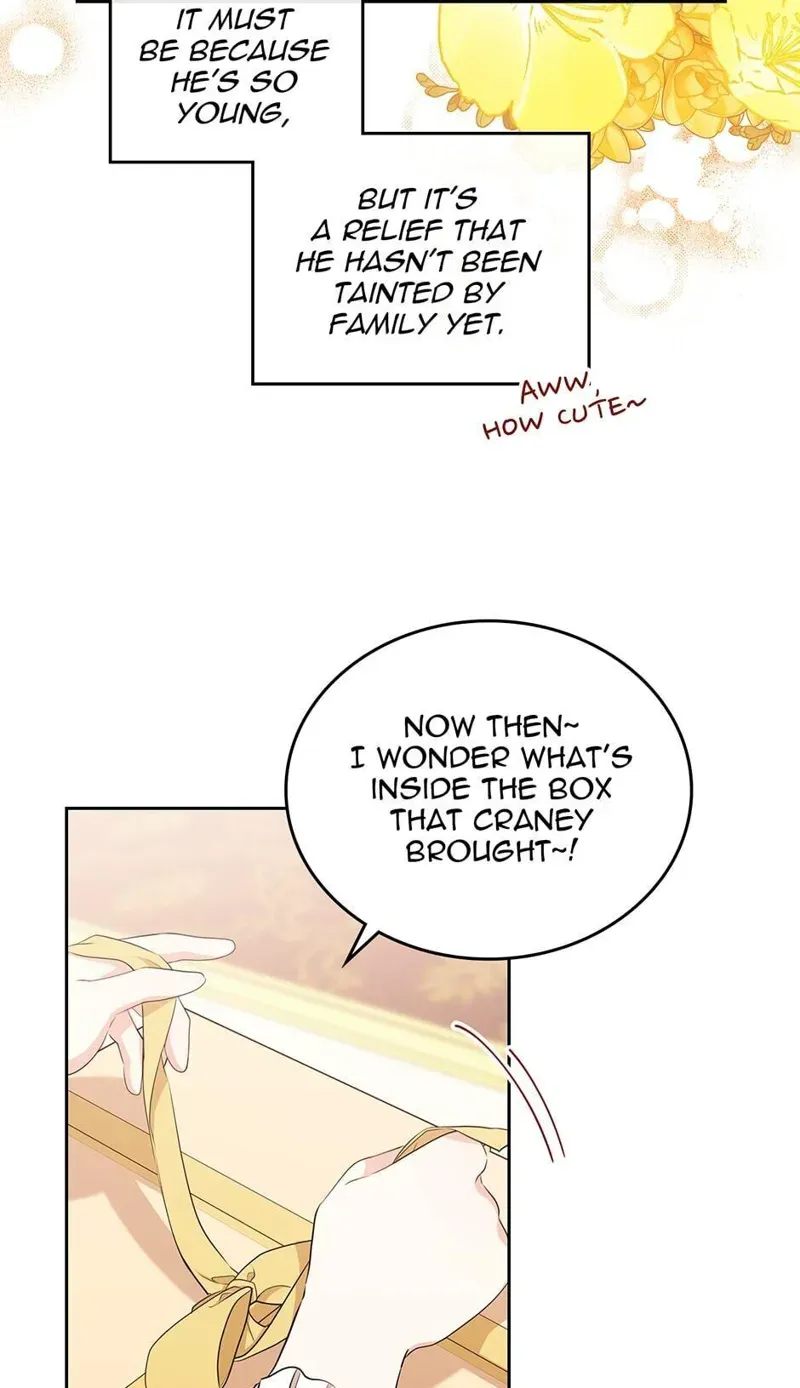 IT MUST
BE BECAUSE
HE'S SO
YOUNG,
BUT IT'S
A RELIEF THAT
HE HASN'T BEEN
TAINTED BY
FAMILY YET.
AWW,
HOW CUTE~
NOW THEN~
I WONDER WHAT'S
INSIDE THE BOX
THAT CRANEY
BROUGHT~!